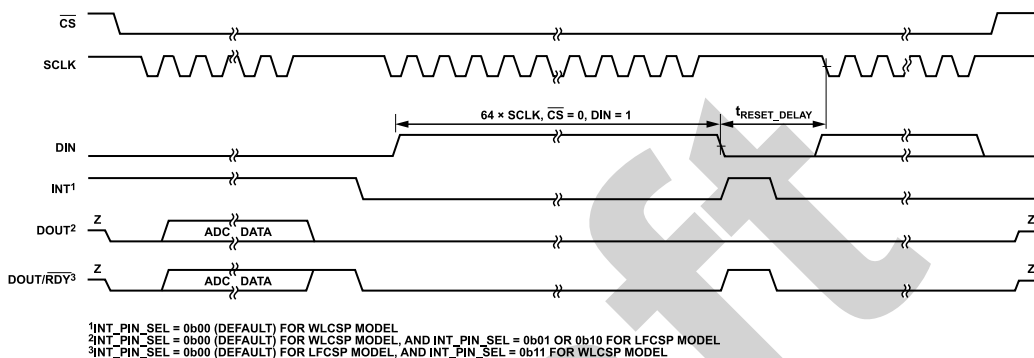 CS
SCLK
64 × SCLK, CS = 0, DIN = 1
tRESET_DELAY
DIN
INT1
Z
DOUT2
ADC DATA
Z
Z
DOUT/RDY3
ADC DATA
Z
1INT_PIN_SEL = 0b00 (DEFAULT) FOR WLCSP MODEL
2INT_PIN_SEL = 0b00 (DEFAULT) FOR WLCSP MODEL, AND INT_PIN_SEL = 0b01 OR 0b10 FOR LFCSP MODEL
3INT_PIN_SEL = 0b00 (DEFAULT) FOR LFCSP MODEL, AND INT_PIN_SEL = 0b11 FOR WLCSP MODEL